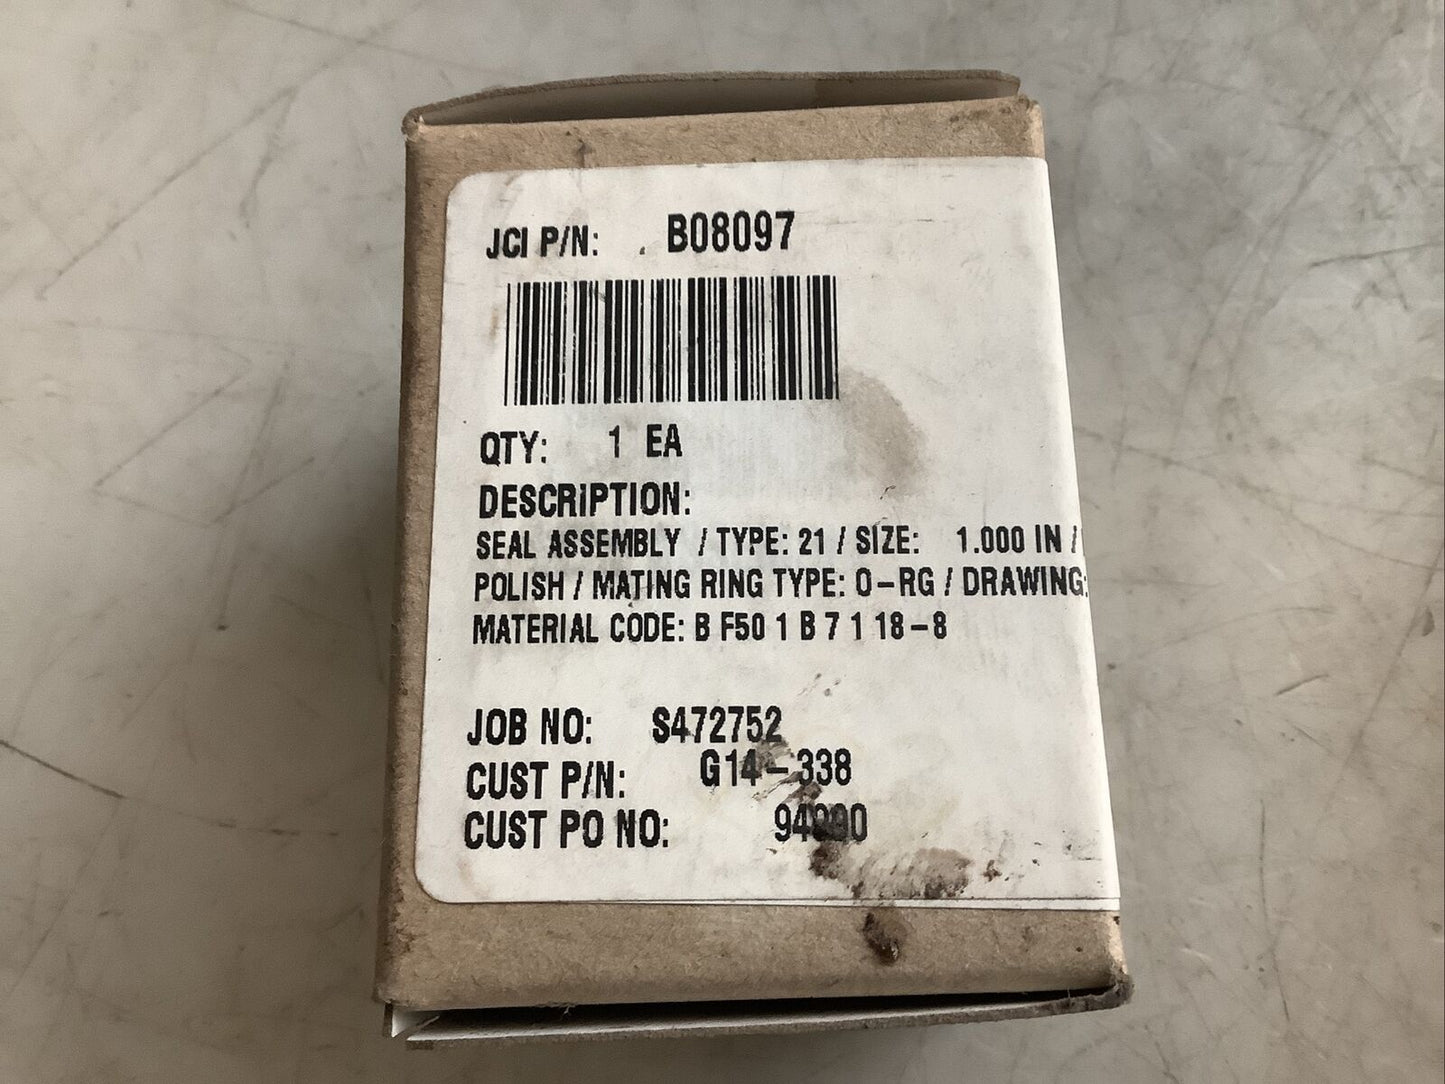 JCI P/N: B08097
QTY: 1 EA
DESCRIPTION:
SEAL ASSEMBLY / TYPE: 21 / SIZE: 1.000 IN /
POLISH / MATING RING TYPE: O-RG / DRAWING:
MATERIAL CODE: B F50 1 B 7 1 18-8
JOB NO: S472752
CUST P/N: G14-338
CUST PO NO: